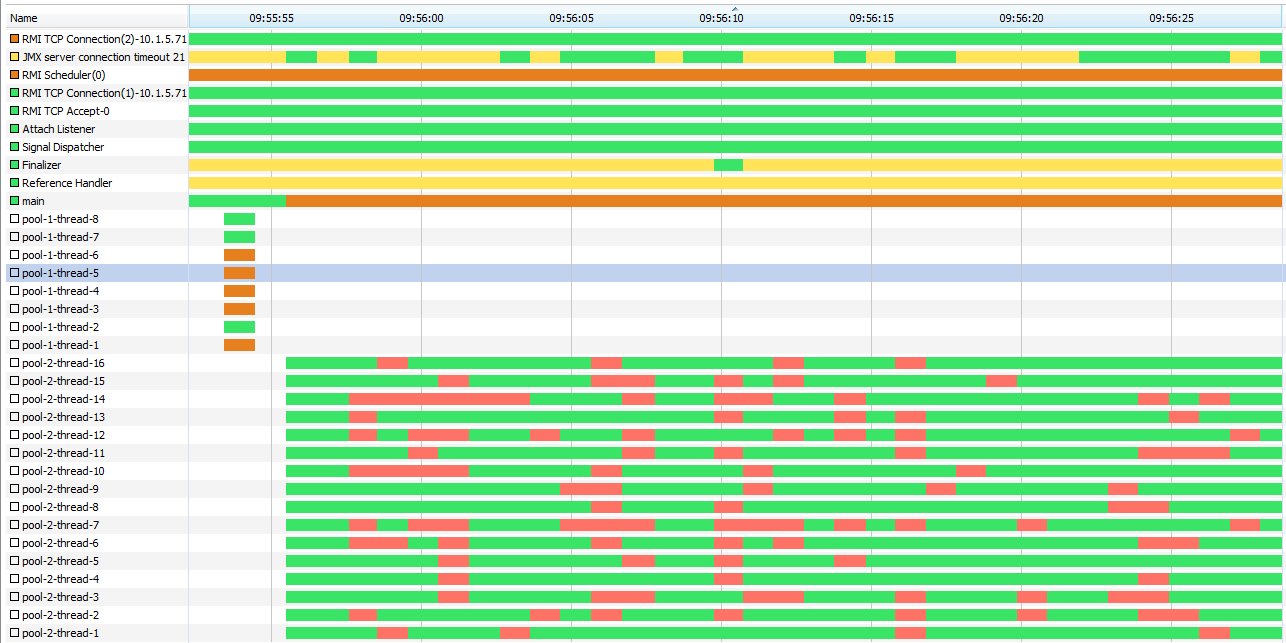 Name 09:55:55 09:56:00 09:56:05 09:56:10 09:56:15 09:56:20 09:56:25
RMI TCP Connection(2)-10.1.5.71
JMX server connection timeout 21
RMI Scheduler(0)
RMI TCP Connection(1)-10.1.5.71
RMI TCP Accept-0
Attach Listener
Signal Dispatcher
Finalizer
Reference Handler
main
pool-1-thread-8
pool-1-thread-7
pool-1-thread-6
pool-1-thread-5
pool-1-thread-4
pool-1-thread-3
pool-1-thread-2
pool-1-thread-1
pool-2-thread-16
pool-2-thread-15
pool-2-thread-14
pool-2-thread-13
pool-2-thread-12
pool-2-thread-11
pool-2-thread-10
pool-2-thread-9
pool-2-thread-8
pool-2-thread-7
pool-2-thread-6
pool-2-thread-5
pool-2-thread-4
pool-2-thread-3
pool-2-thread-2
pool-2-thread-1